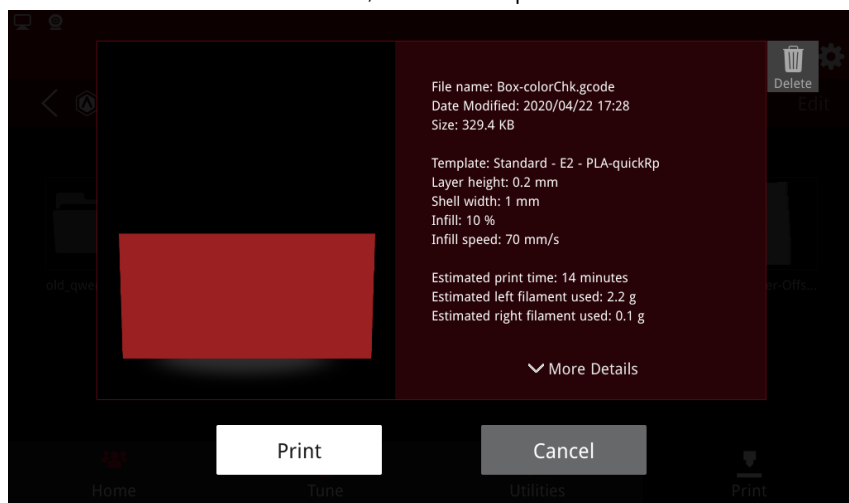 Delete
Edit
File name: Box-colorChk.gcode
Date Modified: 2020/04/22 17:28
Size: 329.4 KB
Template: Standard - E2 - PLA-quickRp
Layer height: 0.2 mm
Shell width: 1 mm
Infill: 10 %
Infill speed: 70 mm/s
Estimated print time: 14 minutes
Estimated left filament used: 2.2 g
Estimated right filament used: 0.1 g
old_qwe
er-Offs...
More Details
Print
Cancel
Home
Tune
Utilities
Print